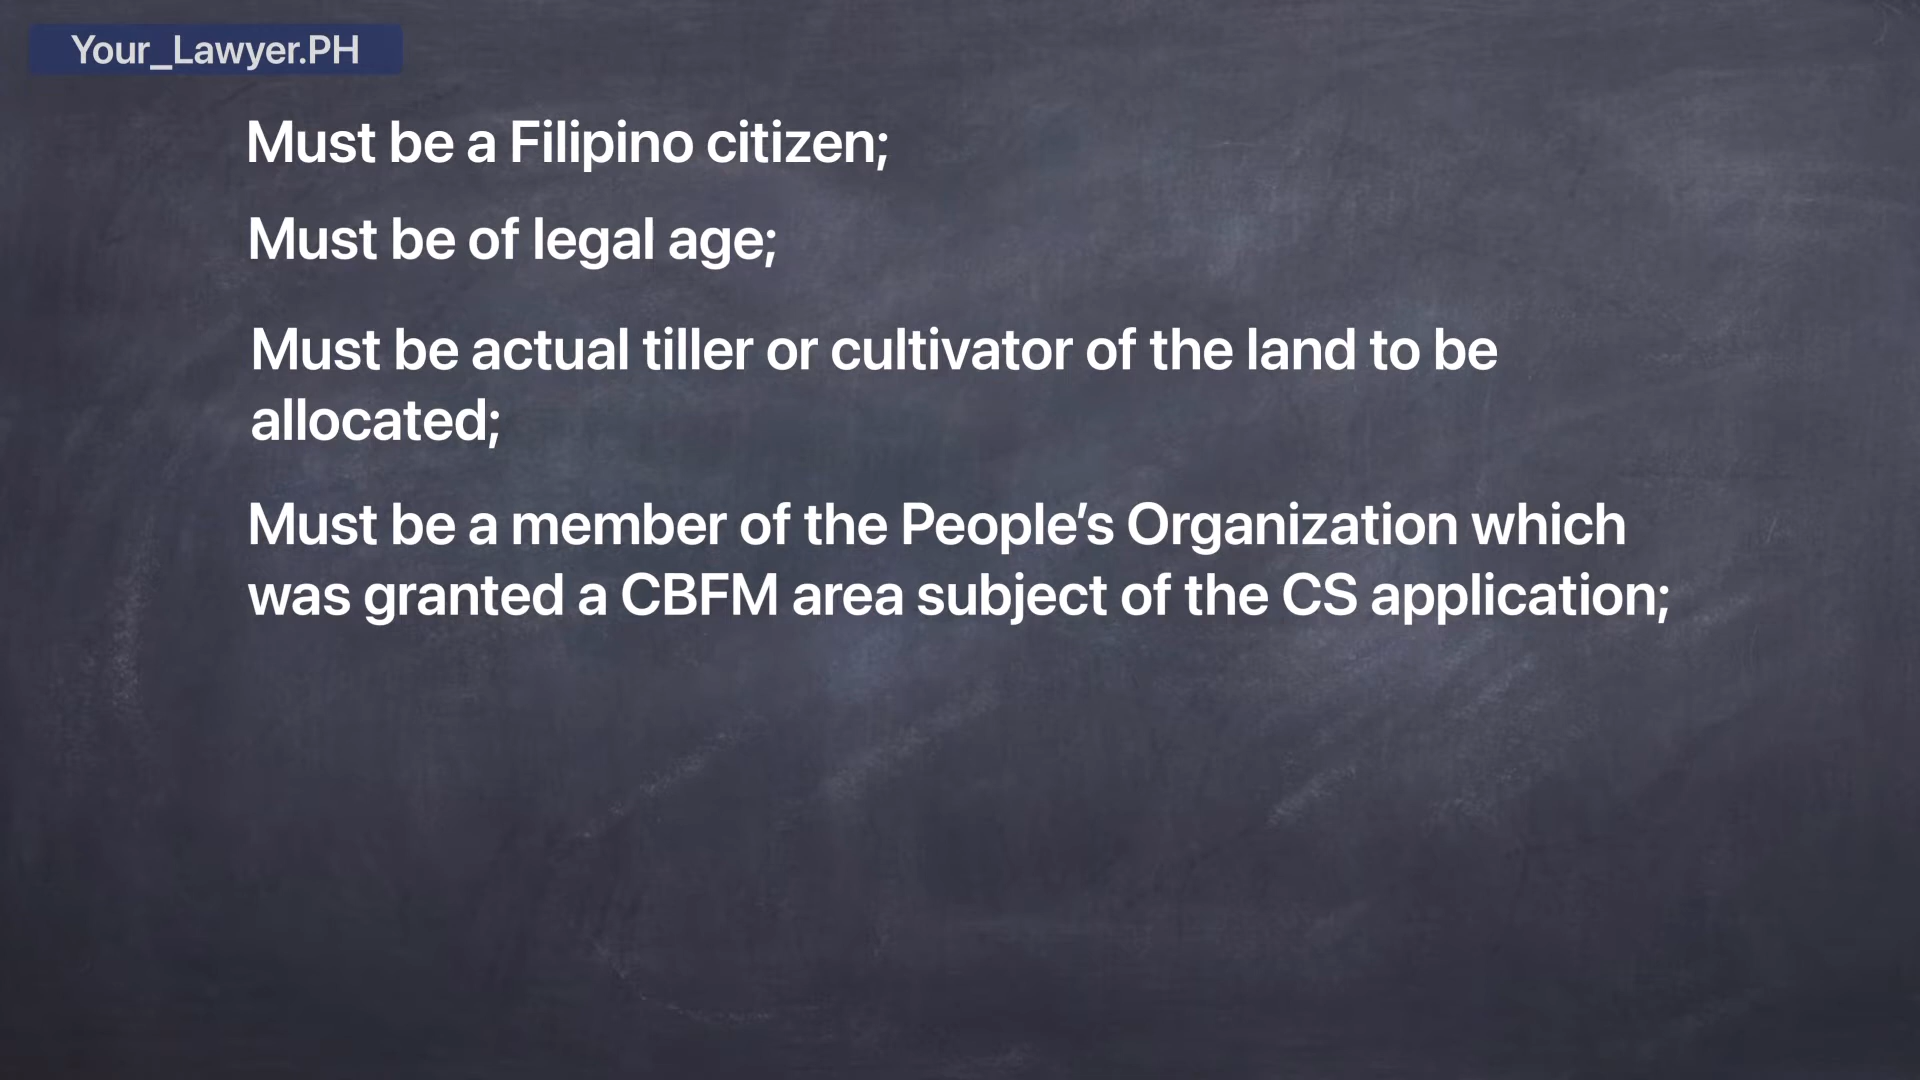 Your_Lawyer.PH
Must be a Filipino citizen;
Must be of legal age;
Must be actual tiller or cultivator of the land to be
allocated;
Must be a member of the People’s Organization which
was granted a CBFM area subject of the CS application;